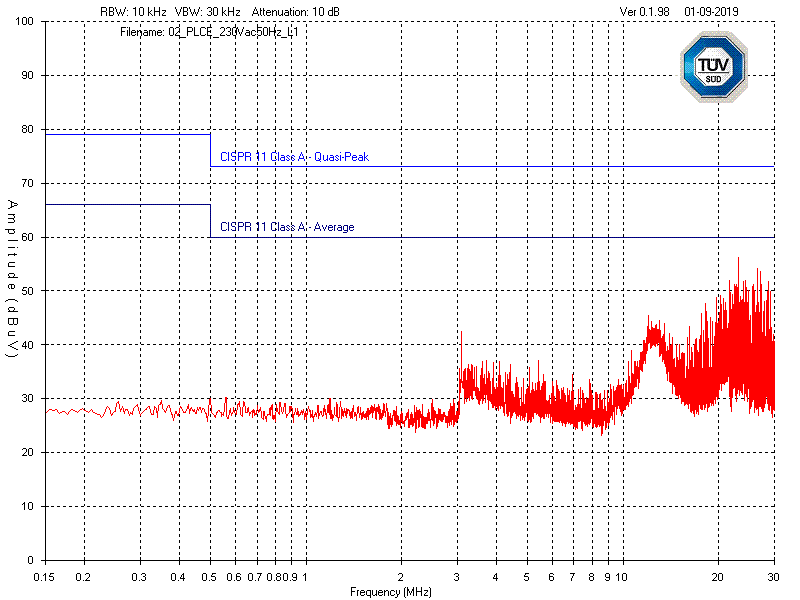 RBW: 10 kHz VBW: 30 kHz Attenuation: 10 dB Ver 0.1.98 01-09-2019
Filename: 02_PLCE_230Vac50Hz_L1
TÜV
SÜD
100
90
80
CISPR 11 Class A - Quasi-Peak
70
CISPR 11 Class A - Average
60
50
40
30
20
10
0
Amplitude (dBuV)
0.15 0.2 0.3 0.4 0.5 0.6 0.7 0.8 0.9 1 2 3 4 5 6 7 8 9 10 20 30
Frequency (MHz)